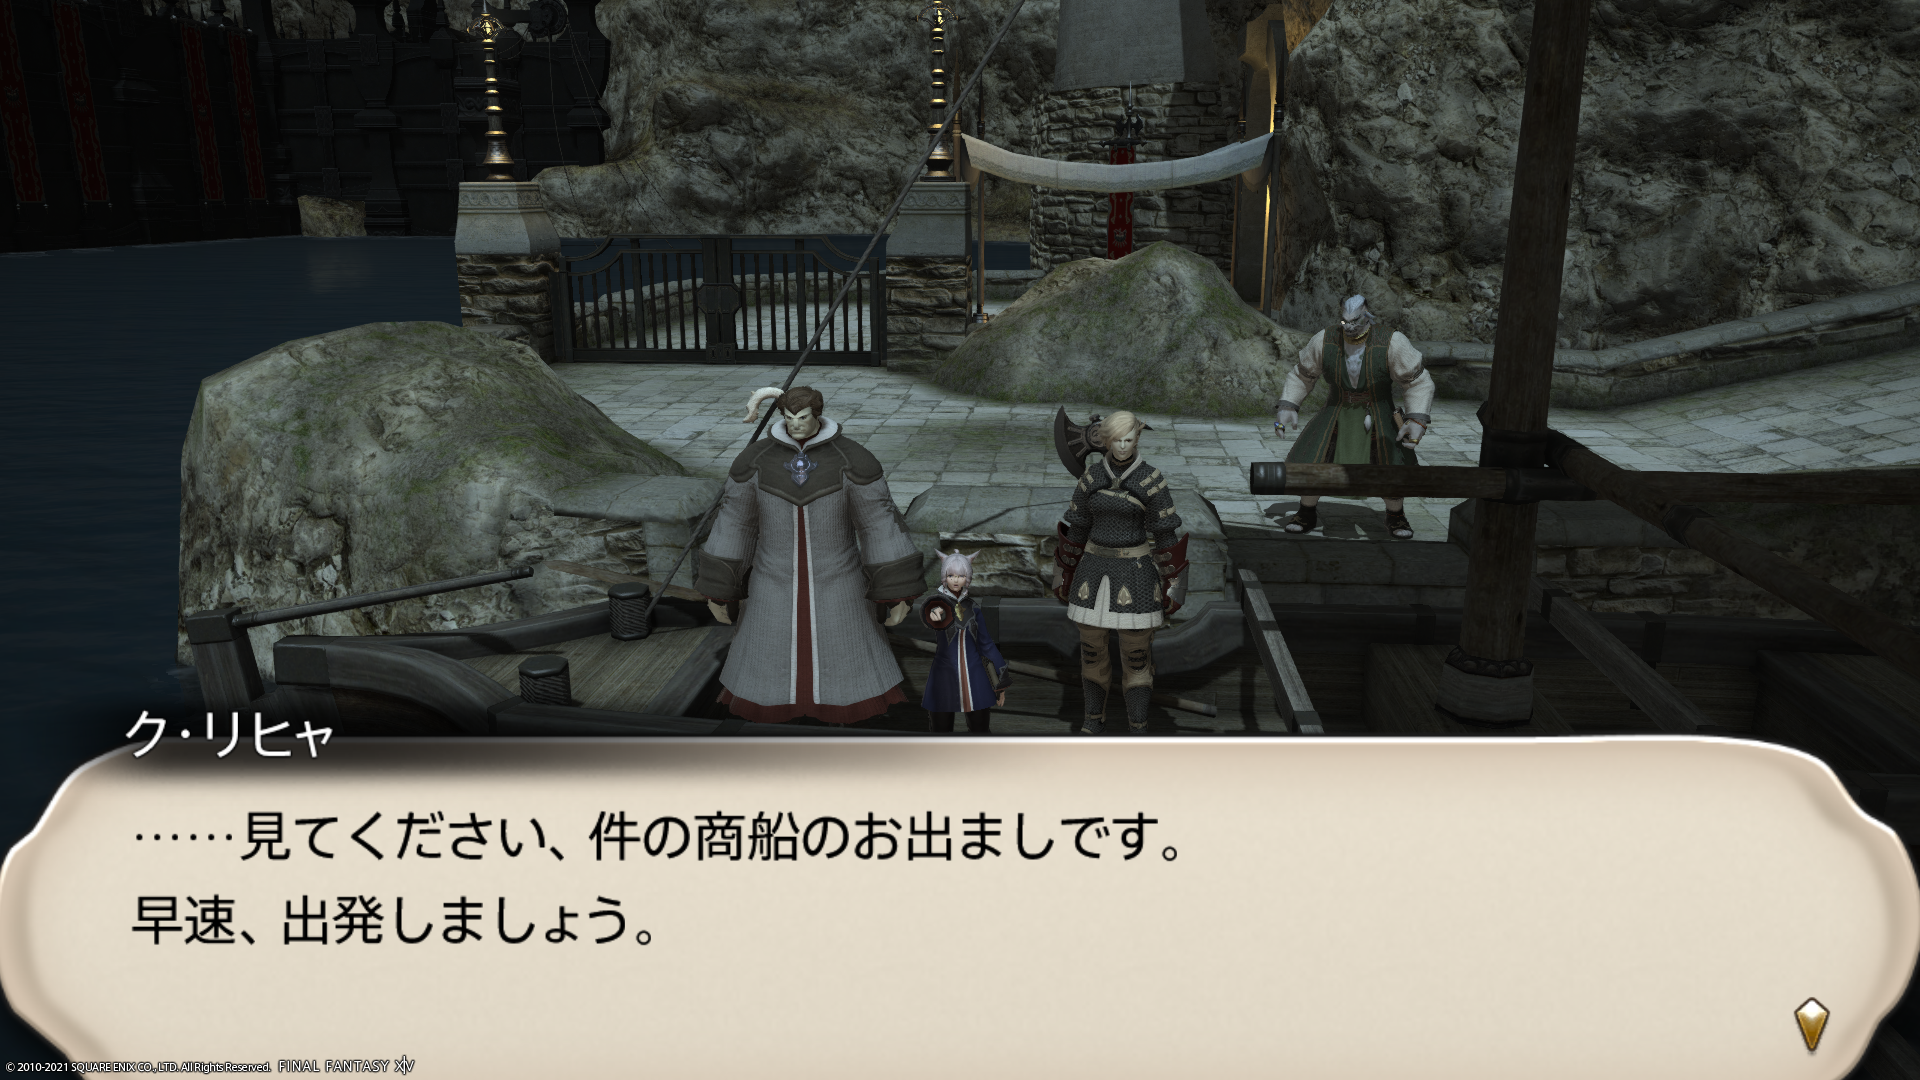 ク・リヒャ
……見てください、件の商船のお出ましです。
早速、出発しましょう。
© 2010-2021 SQUARE ENIX CO., LTD. All Rights Reserved. FINAL FANTASY XIV